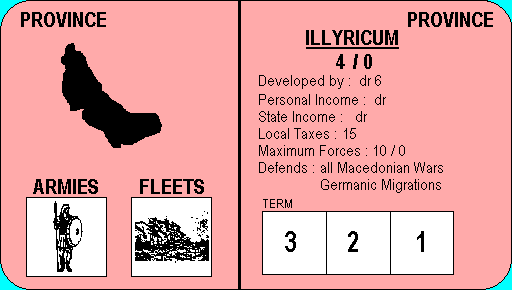 PROVINCE
ARMIES FLEETS
PROVINCE
ILLYRICUM
4 / 0
Developed by : dr 6
Personal Income : dr
State Income : dr
Local Taxes : 15
Maximum Forces : 10 / 0
Defends : all Macedonian Wars
Germanic Migrations
TERM
3 2 1